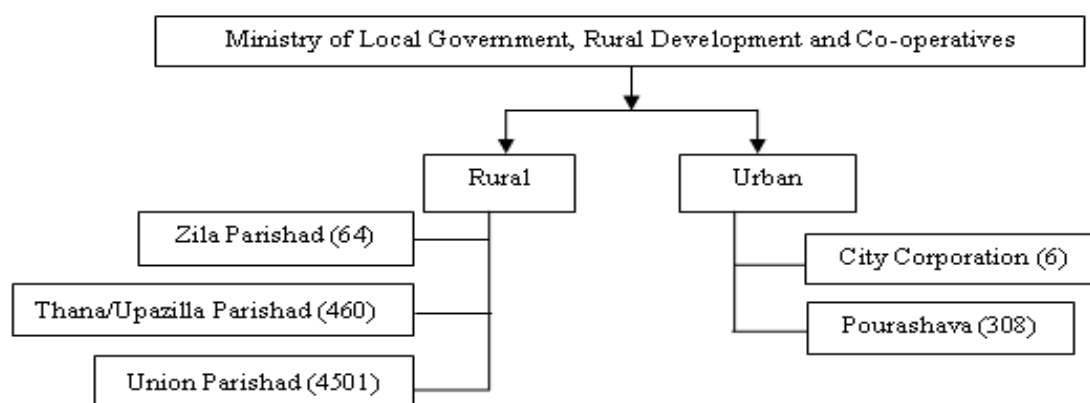 Ministry of Local Government, Rural Development and Co-operatives
Rural
Urban
Zila Parishad (64)
City Corporation (6)
Thana/Upazilla Parishad (460)
Pourashava (308)
Union Parishad (4501)